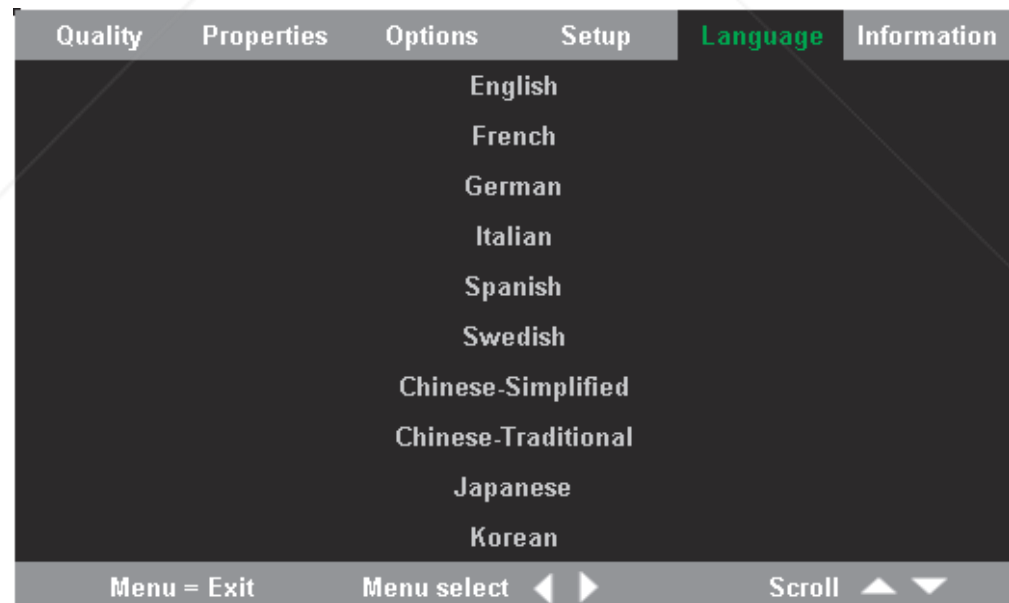 Quality Properties Options Setup Language Information
English
French
German
Italian
Spanish
Swedish
Chinese-Simplified
Chinese-Traditional
Japanese
Korean
Menu = Exit Menu select Scroll